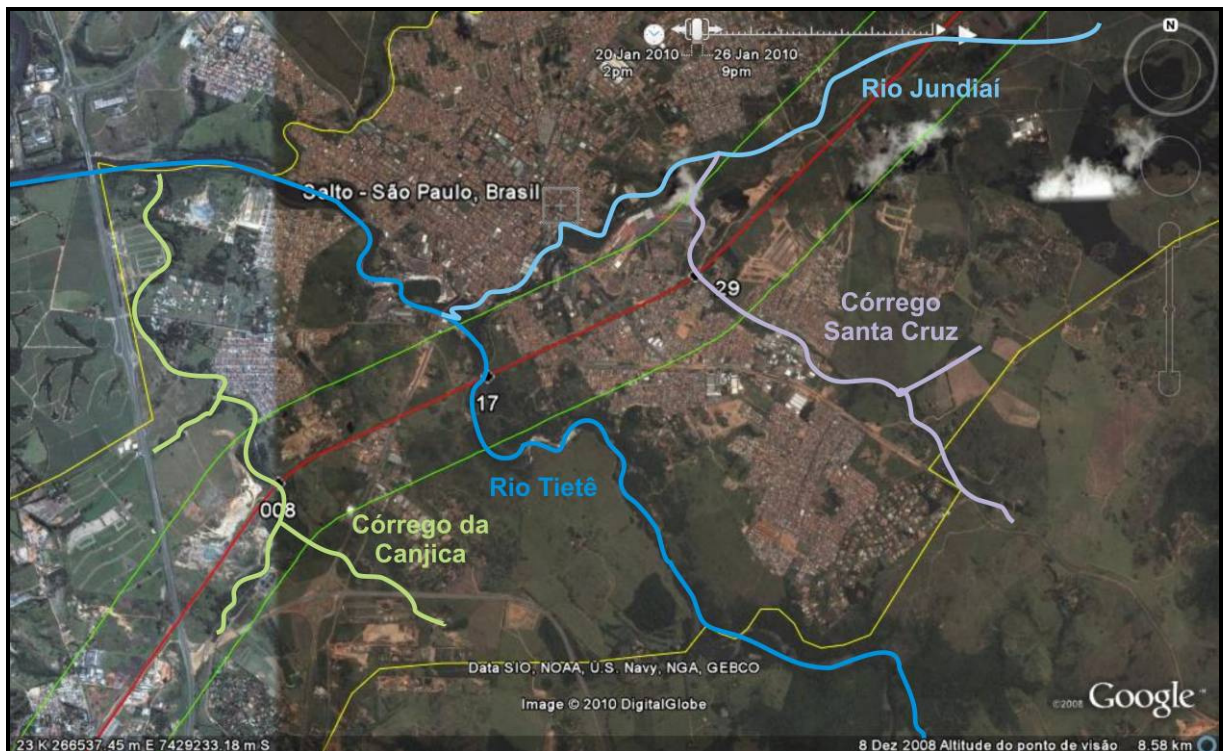 N
20 Jan 2010
2pm
26 Jan 2010
9pm
Rio Jundiaí
Salto - São Paulo, Brasil
29
Córrego
Santa Cruz
17
Rio Tietê
008
Córrego da
Canjica
Data SIO, NOAA, U.S. Navy, NGA, GEBCO
Image © 2010 DigitalGlobe
©2008 Google
23 K 266537.45 m E 7429233.18 m S
8 Dez 2008 Altitude do ponto de visão 8.58 km